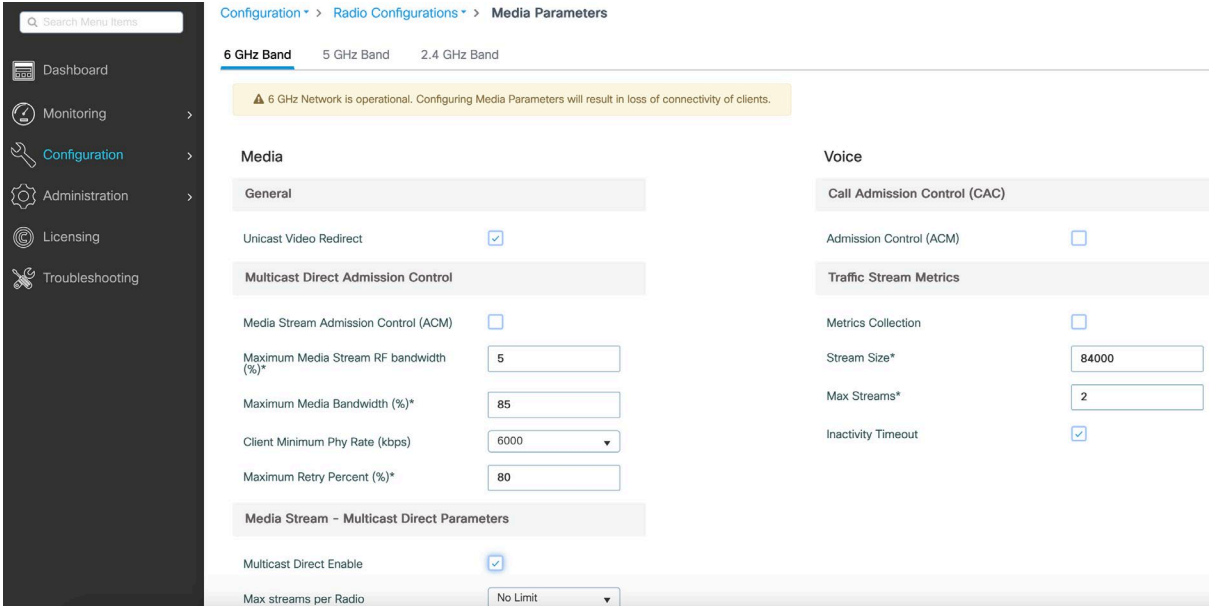 Search Menu Items
Dashboard
Monitoring
Configuration
Administration
Licensing
Troubleshooting
Configuration > Radio Configurations > Media Parameters
6 GHz Band 5 GHz Band 2.4 GHz Band
6 GHz Network is operational. Configuring Media Parameters will result in loss of connectivity of clients.
Media
General
Unicast Video Redirect
Multicast Direct Admission Control
Media Stream Admission Control (ACM)
Maximum Media Stream RF bandwidth
(%)* 5
Maximum Media Bandwidth (%)* 85
Client Minimum Phy Rate (kbps) 6000
Maximum Retry Percent (%)* 80
Media Stream - Multicast Direct Parameters
Multicast Direct Enable
Max streams per Radio No Limit
Voice
Call Admission Control (CAC)
Admission Control (ACM)
Traffic Stream Metrics
Metrics Collection
Stream Size* 84000
Max Streams* 2
Inactivity Timeout